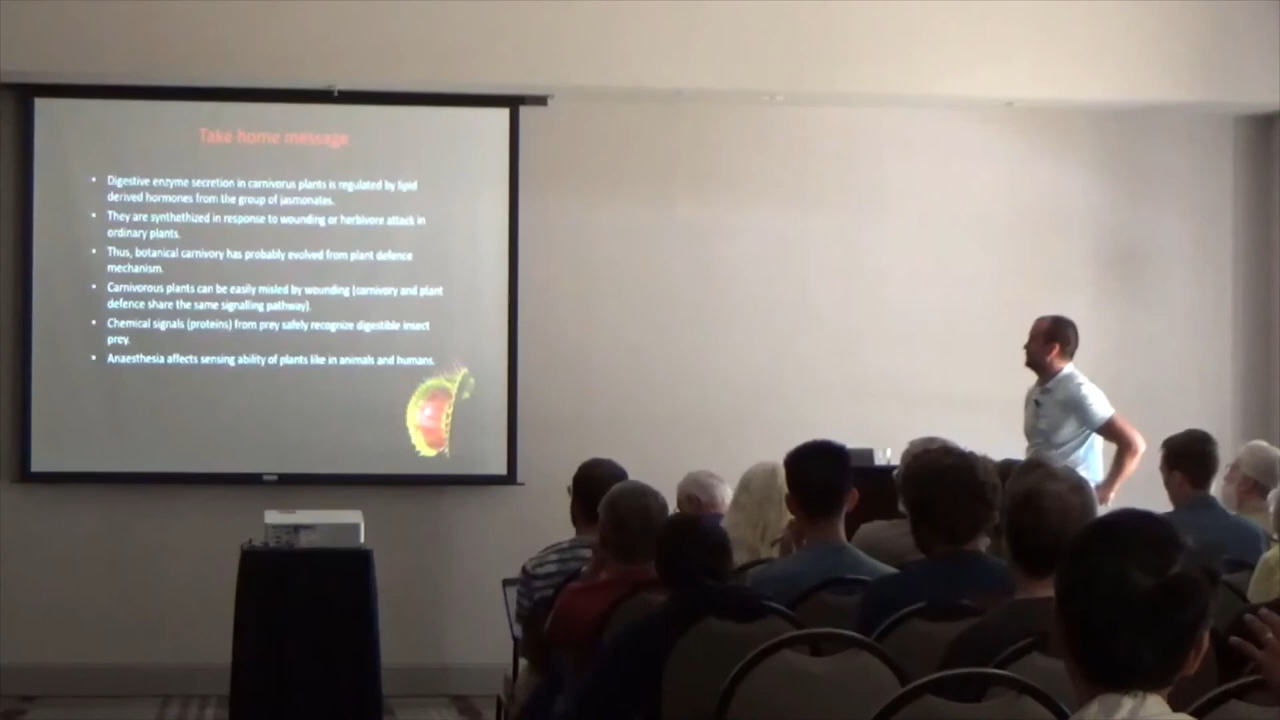 Take home message
• Digestive enzyme secretion in carnivorus plants is regulated by lipid
derived hormones from the group of jasmonates.
• They are synthethized in response to wounding or herbivore attack in
ordinary plants.
• Thus, botanical carnivory has probably evolved from plant defence
mechanism.
• Carnivorous plants can be easily misled by wounding (carnivory and plant
defence share the same signalling pathway).
• Chemical signals (proteins) from prey safely recognize digestible insect
prey.
• Anaesthesia affects sensing ability of plants like in animals and humans.